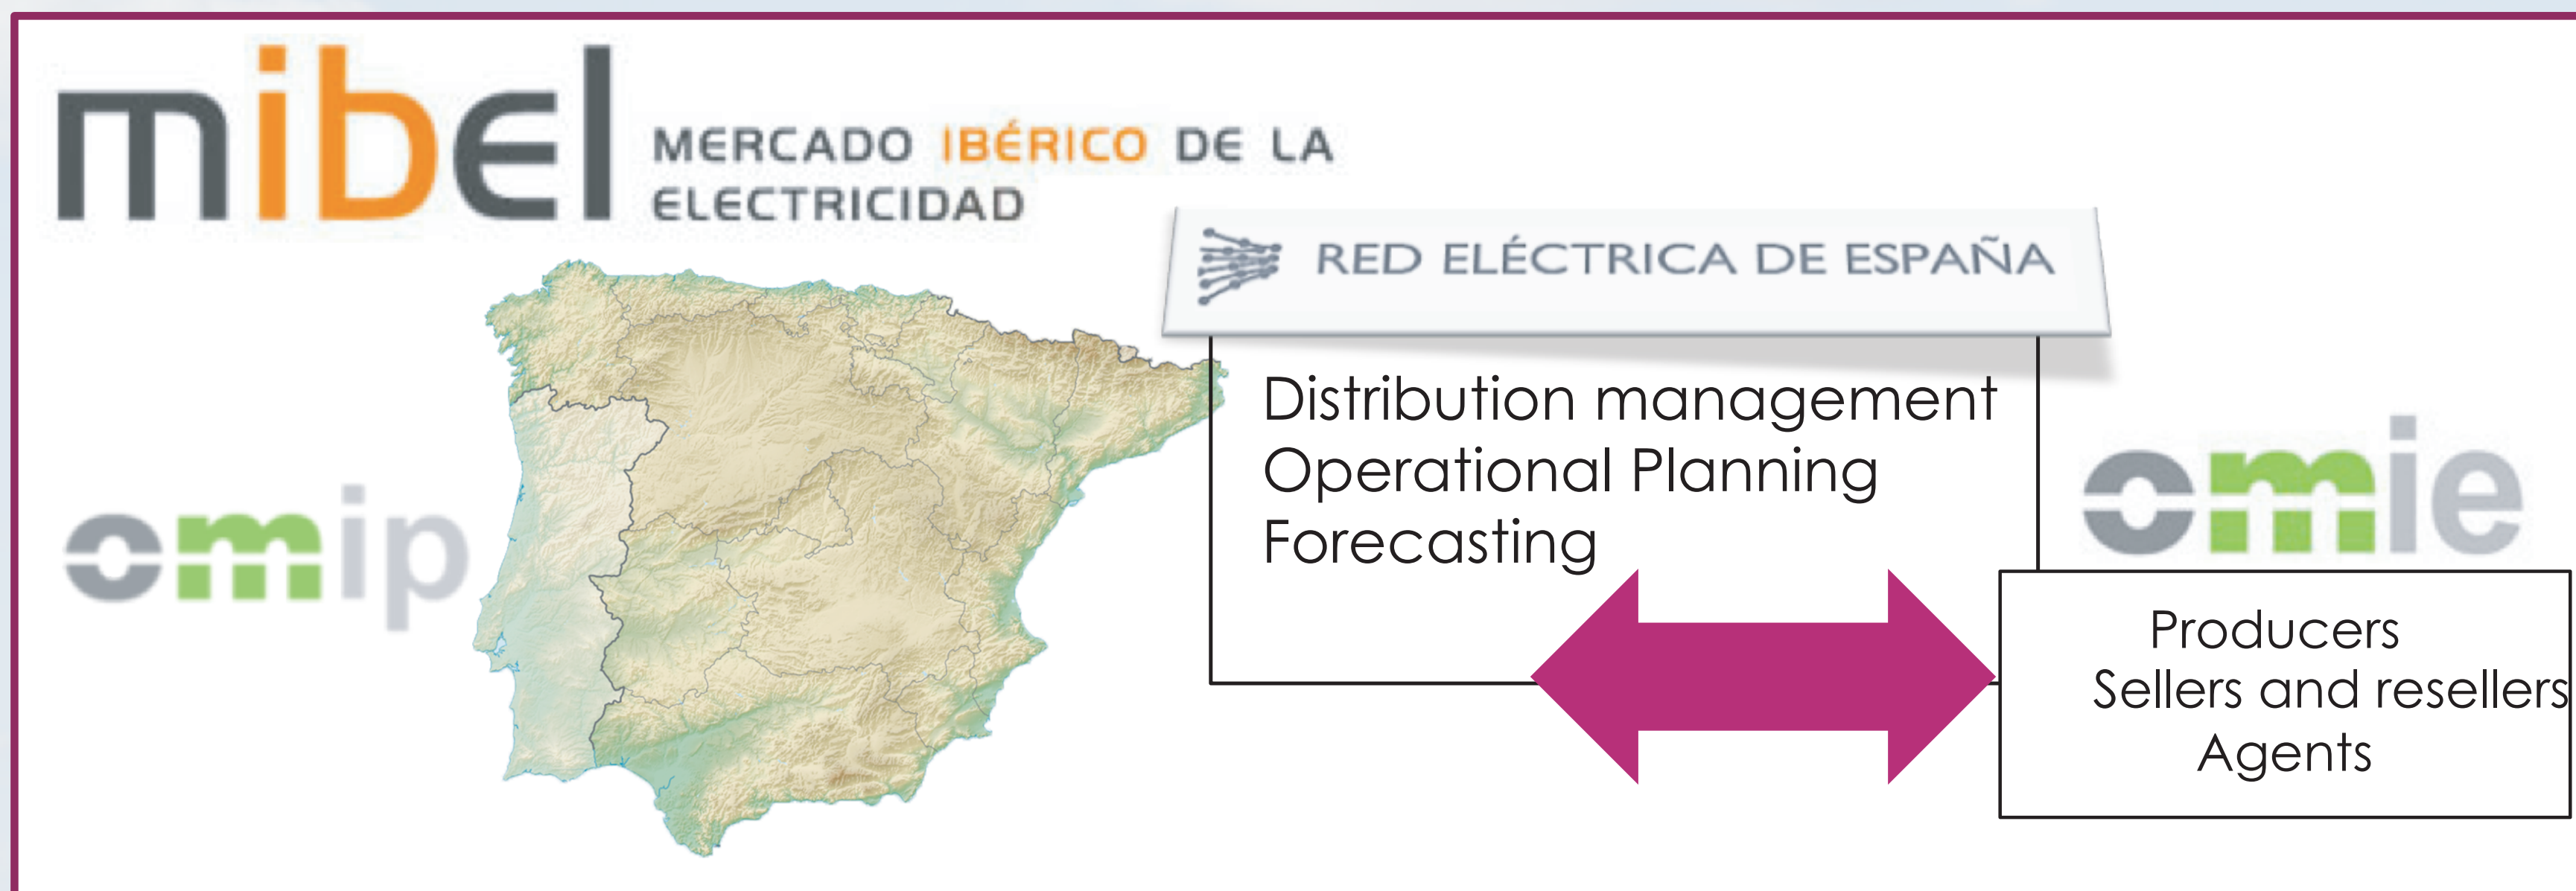 mibel
MERCADO IBÉRICO DE LA
ELECTRICIDAD
RED ELÉCTRICA DE ESPAÑA
Distribution management
Operational Planning
Forecasting
omip
omie
Producers
Sellers and resellers
Agents